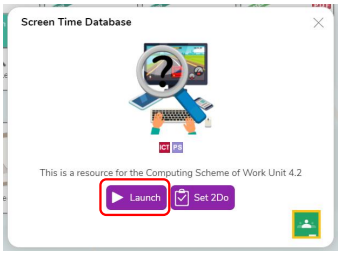 Screen Time Database
?
ICT PS
This is a resource for the Computing Scheme of Work Unit 4.2
Launch
Set 2Do